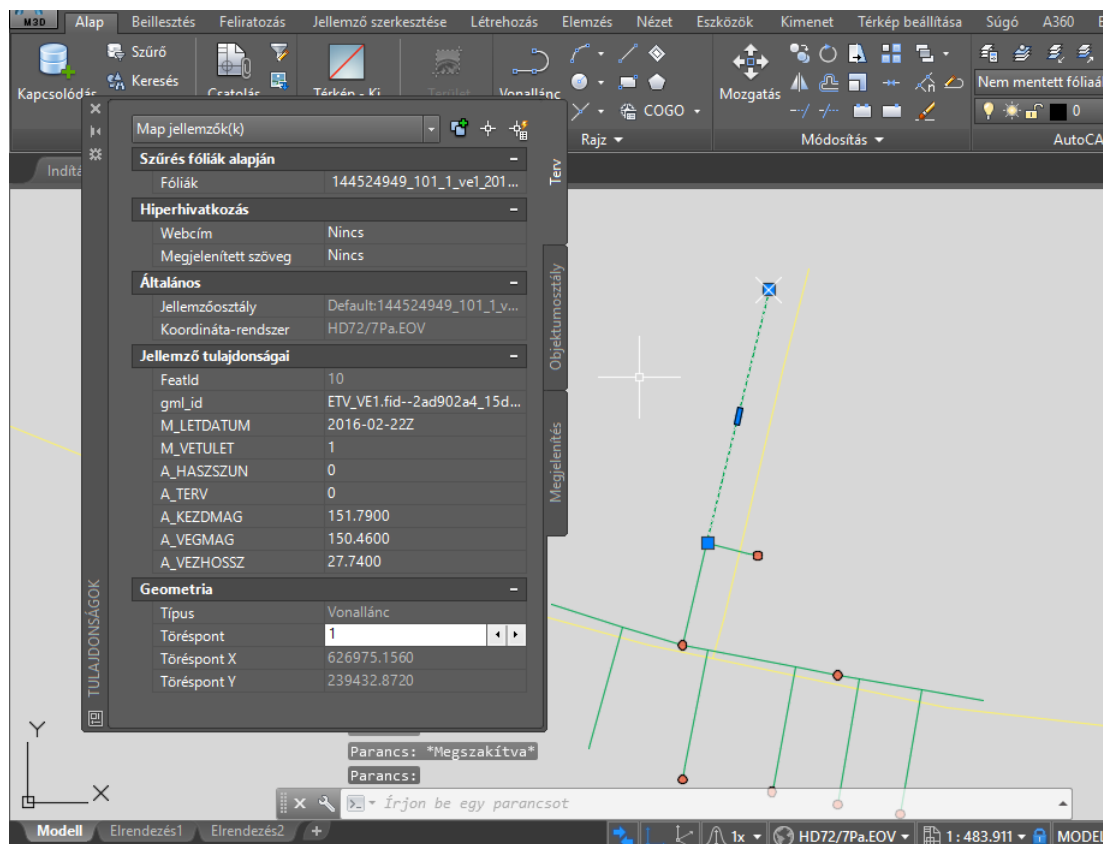 M3D
Alap Beillesztés Feliratozás Jellemző szerkesztése Létrehozás Elemzés Nézet Eszközök Kimenet Térkép beállítása Súgó A360
Kapcsolódás
Szűrő
Keresés
Csatolás
Vonallánc
COGO
Rajz
Mozgatás
Módosítás
Nem mentett fóliaál
0
AutoCA
Indítá
Map jellemzők(k)
Szűrés fóliák alapján
Fóliák 144524949_101_1_ve1_201...
Hiperhivatkozás
Webcím Nincs
Megjelenített szöveg Nincs
Általános
Jellemzőosztály Default:144524949_101_1_v...
Koordináta-rendszer HD72/7Pa.EOV
Jellemző tulajdonságai
FeatId 10
gml_id ETV_VE1.fid--2ad902a4_15d...
M_LETDATUM 2016-02-22Z
M_VETULET 1
A_HASZSZUN 0
A_TERV 0
A_KEZDMAG 151.7900
A_VEGMAG 150.4600
A_VEZHOSSZ 27.7400
Geometria
Típus Vonallánc
Töréspont 1
Töréspont X 626975.1560
Töréspont Y 239432.8720
Terv
Objektumosztály
Megjelenítés
TULAJDONSÁGOK
Y
X
Parancs: *Megszakítva*
Parancs:
Írjon be egy parancsot
Modell Elrendezés1 Elrendezés2 +
1x HD72/7Pa.EOV 1 : 483.911 MODEL